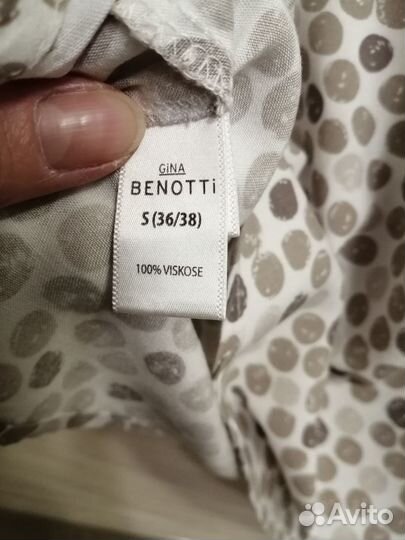 GiNA
BENOTTi
S (36/38)
100% VISKOSE
Avito